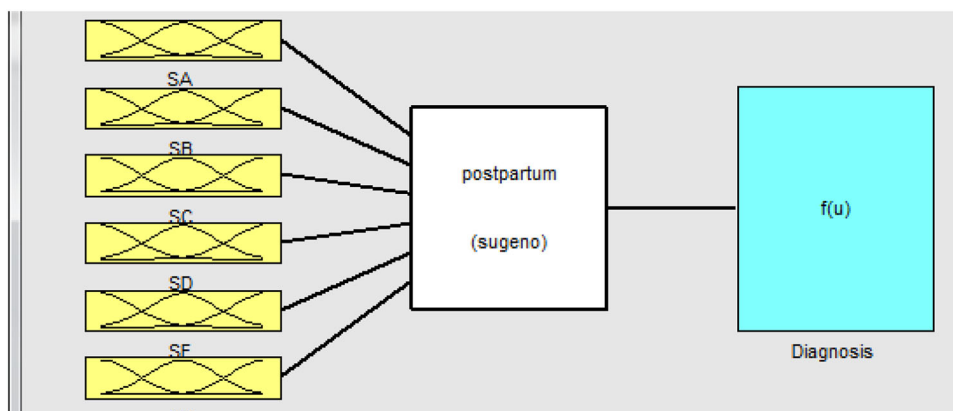 SA
SB
SC
SD
SE
postpartum
(sugeno)
f(u)
Diagnosis